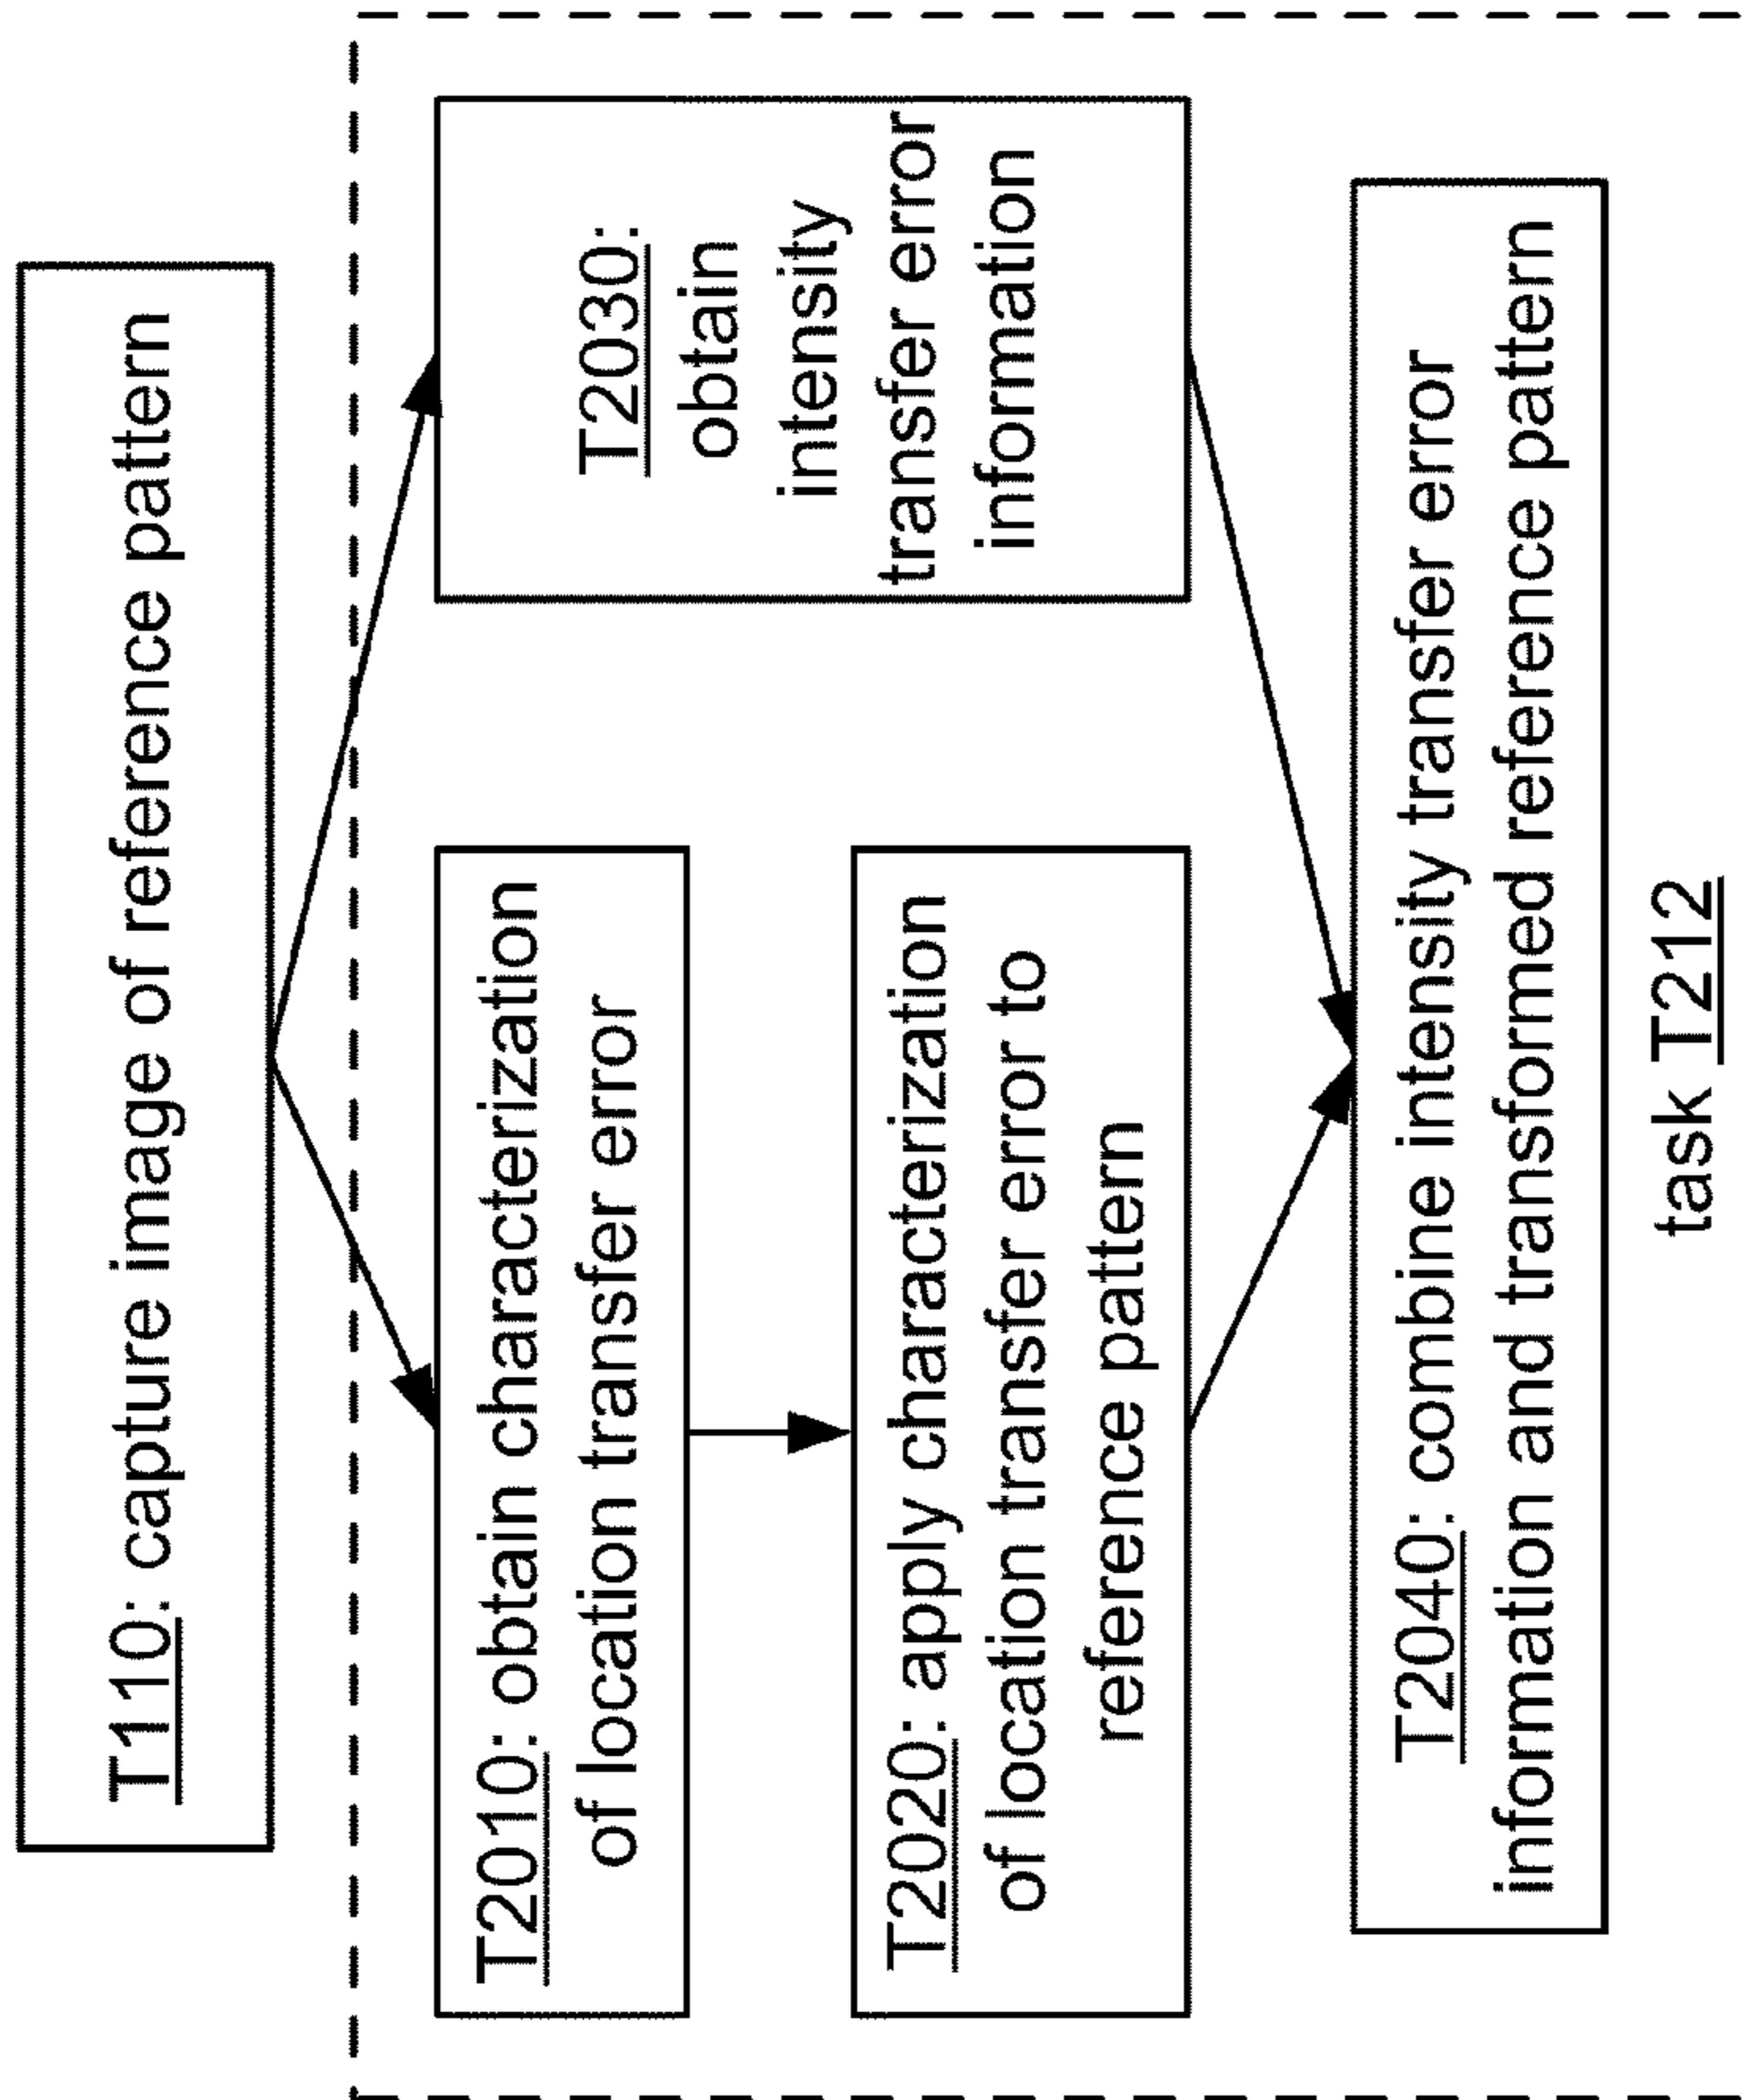 T110: capture image of reference pattern
T2010: obtain characterization
of location transfer error
T2020: apply characterization
of location transfer error to
reference pattern
T2030:
obtain
intensity
transfer error
information
T2040: combine intensity transfer error
information and transformed reference pattern
task T212